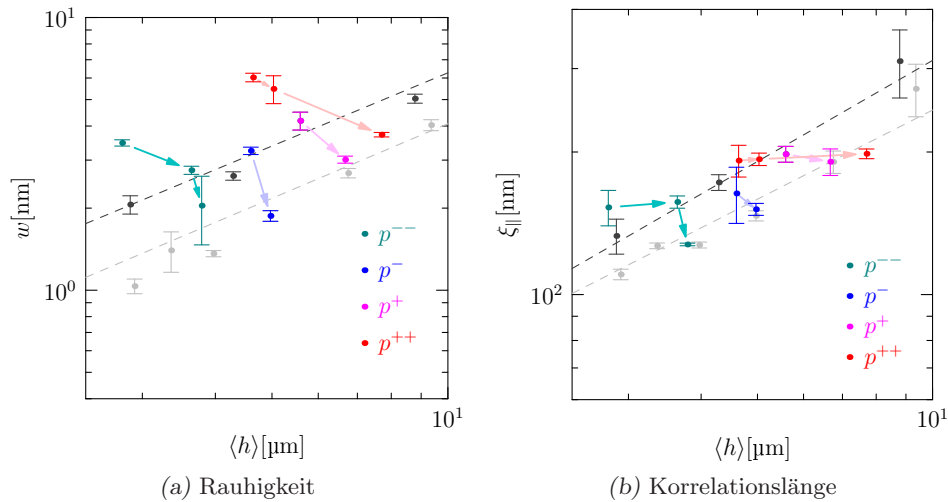 10¹
10⁰
w[nm]
p⁻⁻
p⁻
p⁺
p⁺⁺
10¹
⟨h⟩[µm]
(a) Rauhigkeit
10²
ξ∥[nm]
p⁻⁻
p⁻
p⁺
p⁺⁺
10¹
⟨h⟩[µm]
(b) Korrelationslänge